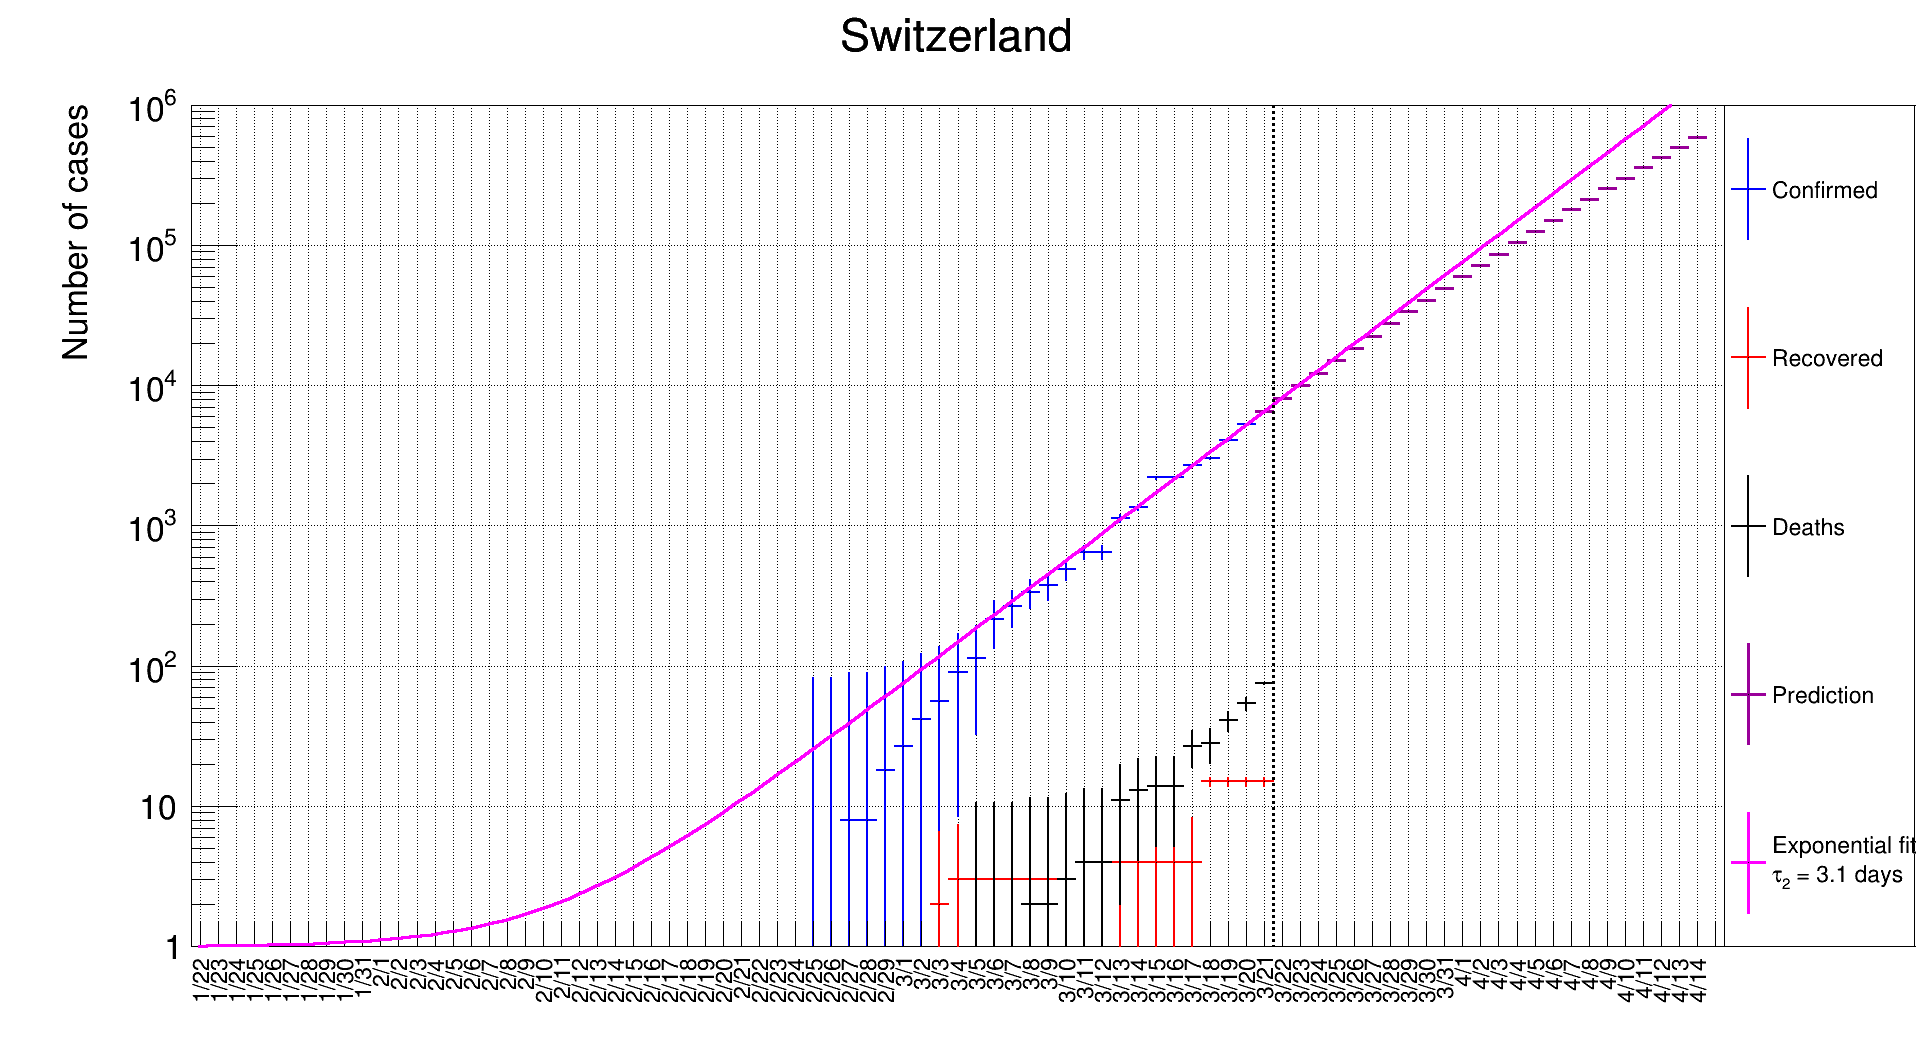 Switzerland
Number of cases
10^6
10^5
10^4
10^3
10^2
10
1
1/22 1/23 1/24 1/25 1/26 1/27 1/28 1/29 1/30 1/31 2/1 2/2 2/3 2/4 2/5 2/6 2/7 2/8 2/9 2/10 2/11 2/12 2/13 2/14 2/15 2/16 2/17 2/18 2/19 2/20 2/21 2/22 2/23 2/24 2/25 2/26 2/27 2/28 2/29 3/1 3/2 3/3 3/4 3/5 3/6 3/7 3/8 3/9 3/10 3/11 3/12 3/13 3/14 3/15 3/16 3/17 3/18 3/19 3/20 3/21 3/22 3/23 3/24 3/25 3/26 3/27 3/28 3/29 3/30 3/31 4/1 4/2 4/3 4/4 4/5 4/6 4/7 4/8 4/9 4/10 4/11 4/12 4/13 4/14
Confirmed
Recovered
Deaths
Prediction
Exponential fit
τ₂ = 3.1 days